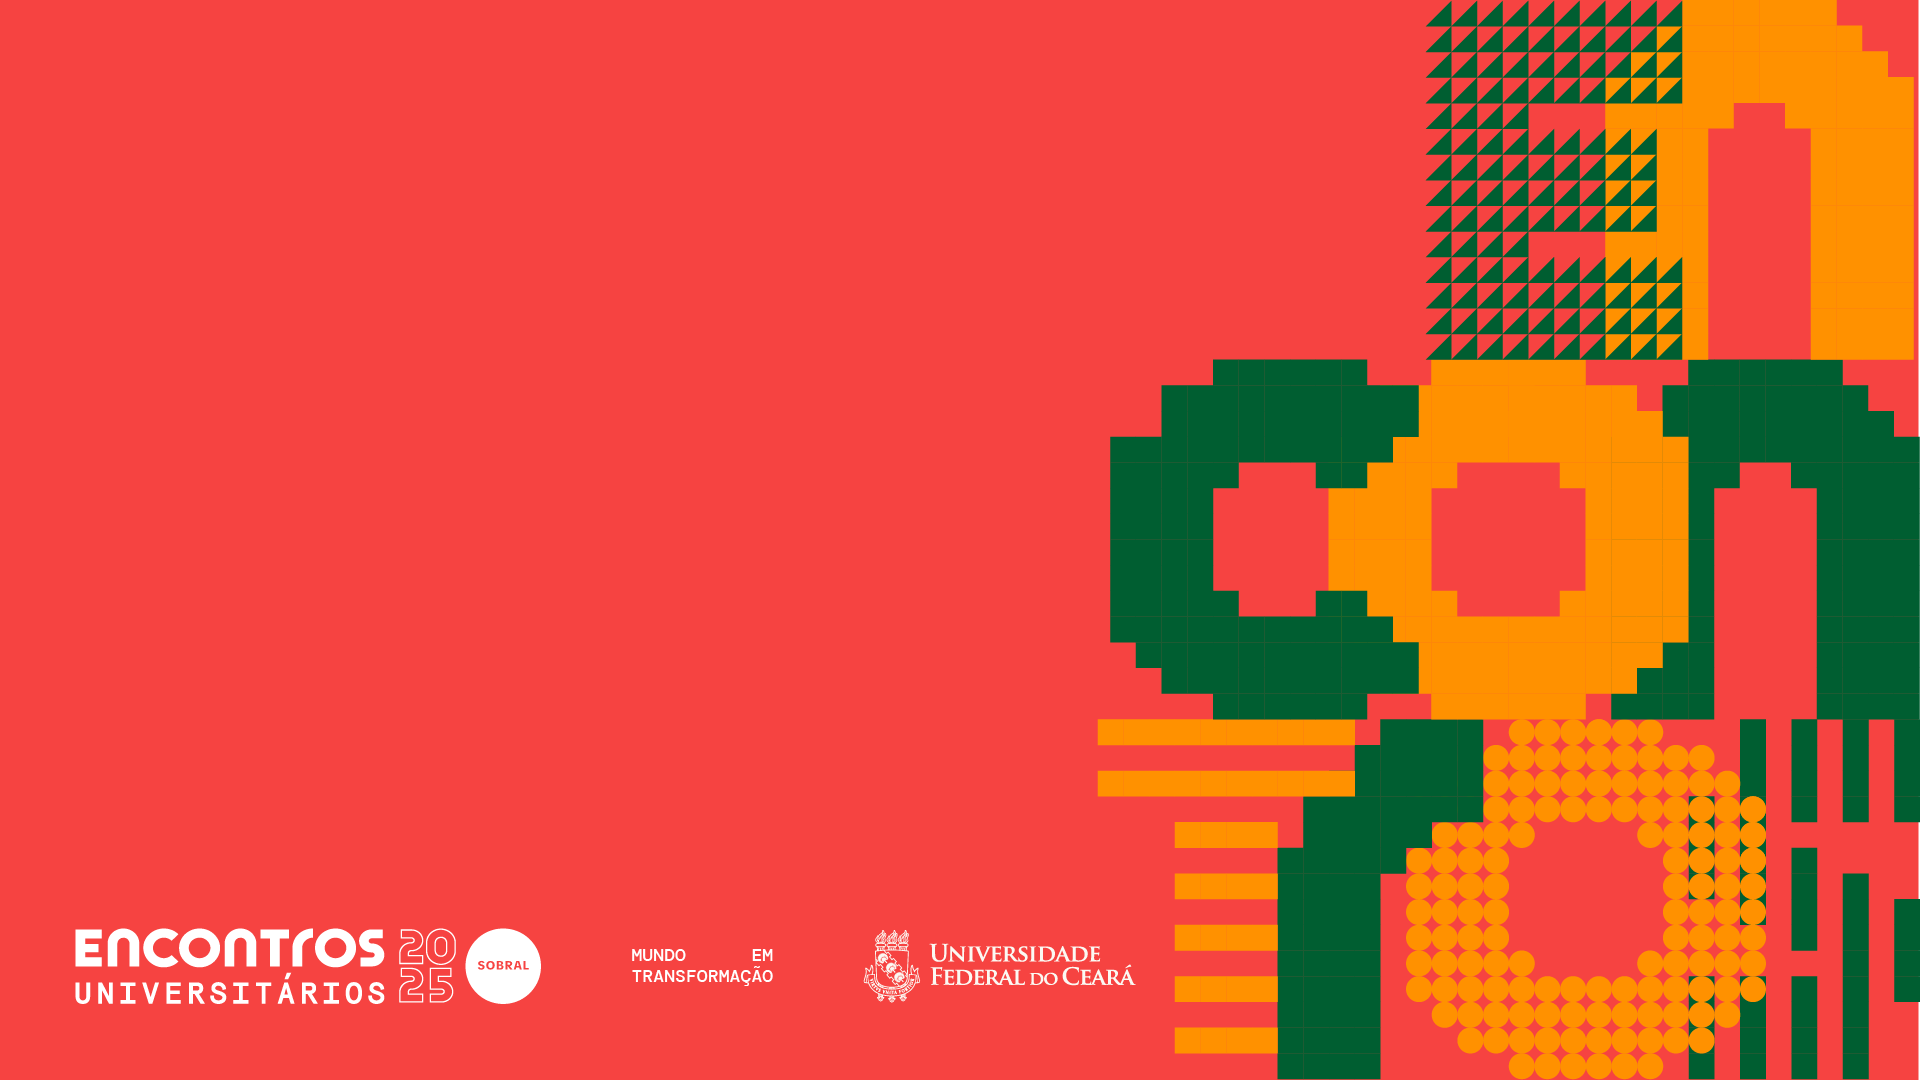 ENCONTROS
UNIVERSITÁRIOS
20
25
SOBRAL
MUNDO EM
TRANSFORMAÇÃO
UNIVERSIDADE
FEDERAL DO CEARÁ